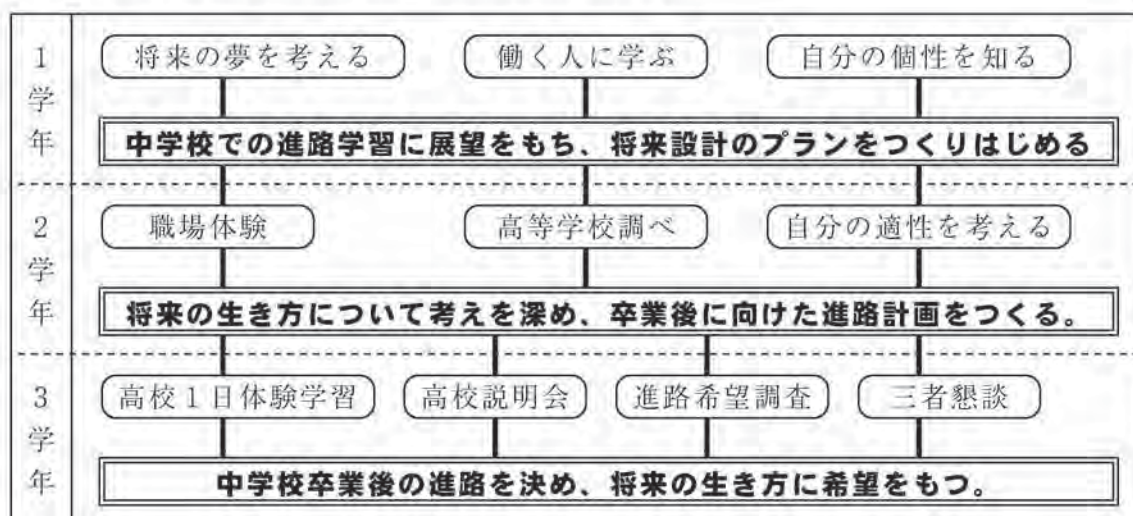 1学年
将来の夢を考える 働く人に学ぶ 自分の個性を知る
中学校での進路学習に展望をもち、将来設計のプランをつくりはじめる
2学年
職場体験 高等学校調べ 自分の適性を考える
将来の生き方について考えを深め、卒業後に向けた進路計画をつくる。
3学年
高校1日体験学習 高校説明会 進路希望調査 三者懇談
中学校卒業後の進路を決め、将来の生き方に希望をもつ。